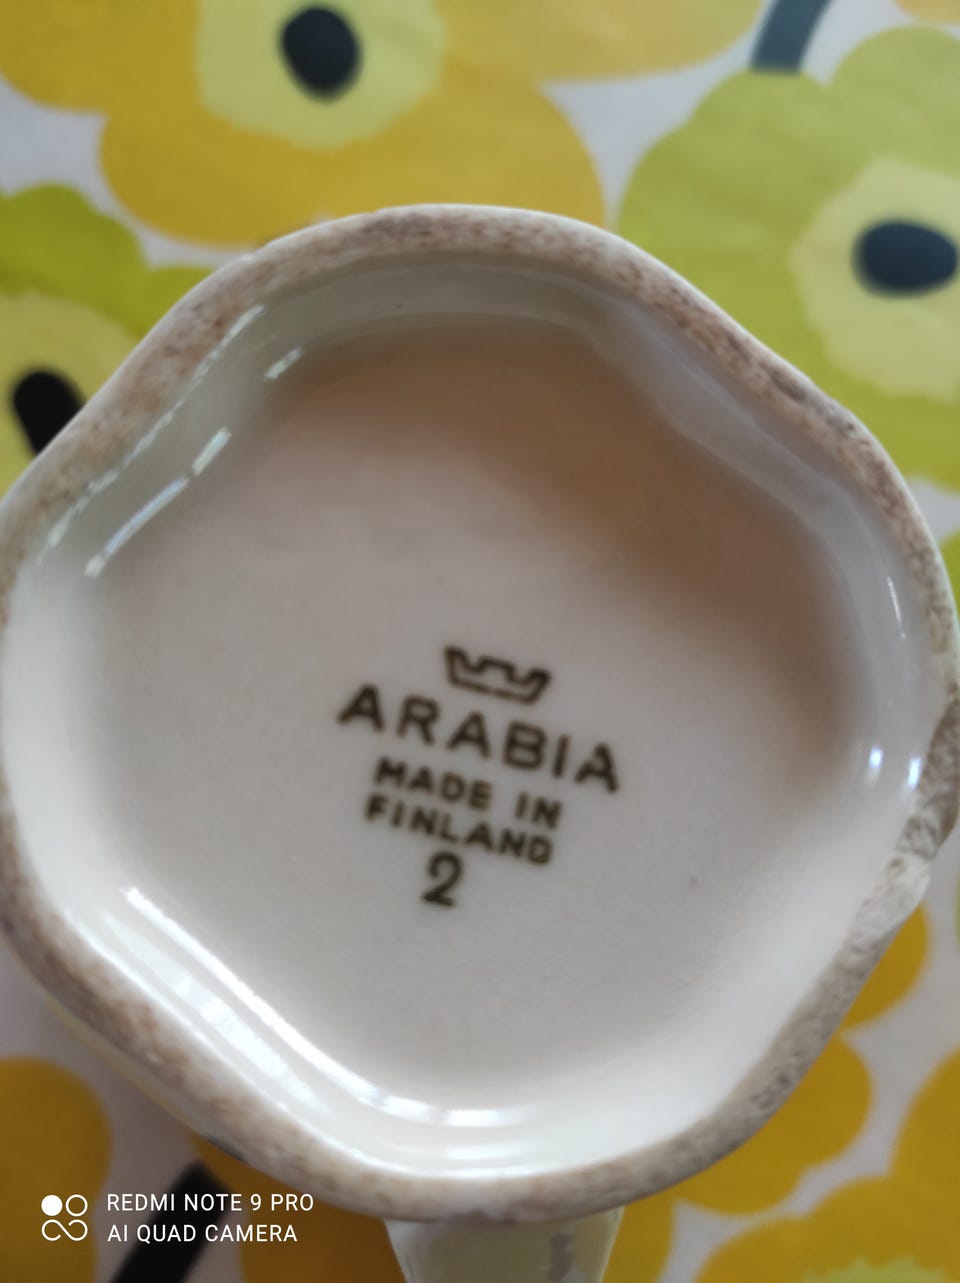 ARABIA
MADE IN
FINLAND
2
REDMI NOTE 9 PRO
AI QUAD CAMERA